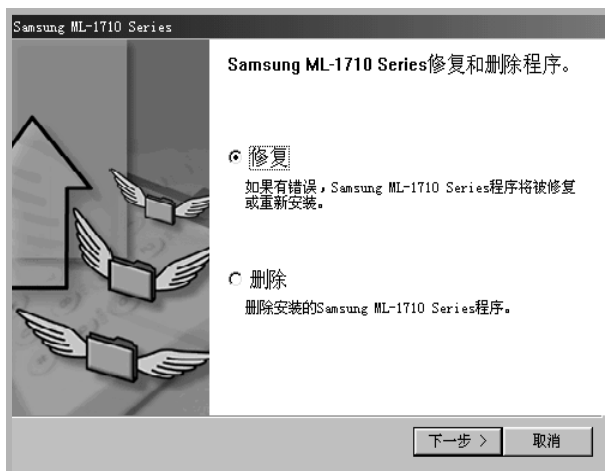 Samsung ML-1710 Series
Samsung ML-1710 Series修复和删除程序。
修复
如果有错误，Samsung ML-1710 Series程序将被修复
或重新安装。
删除
删除安装的Samsung ML-1710 Series程序。
下一步 >
取消